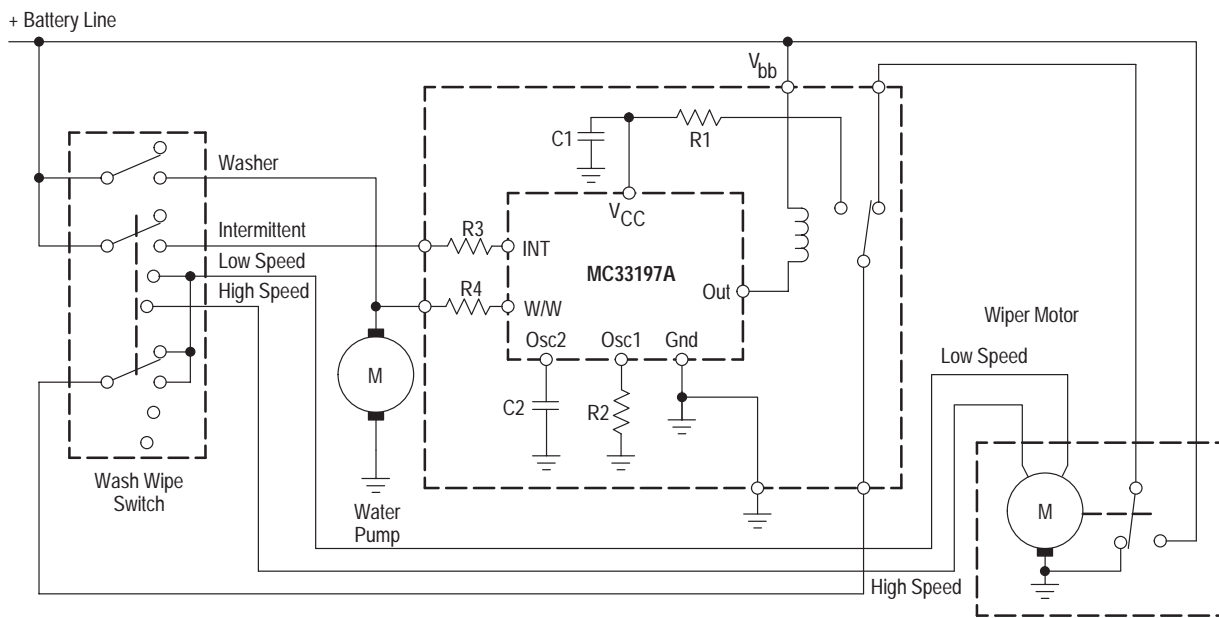 + Battery Line
Vbb
C1
R1
Washer
VCC
Intermittent
R3
INT
Low Speed
MC33197A
High Speed
R4
Out
W/W
Wiper Motor
Osc2
Osc1
Gnd
Low Speed
M
C2
R2
Wash Wipe
Switch
Water
Pump
M
High Speed